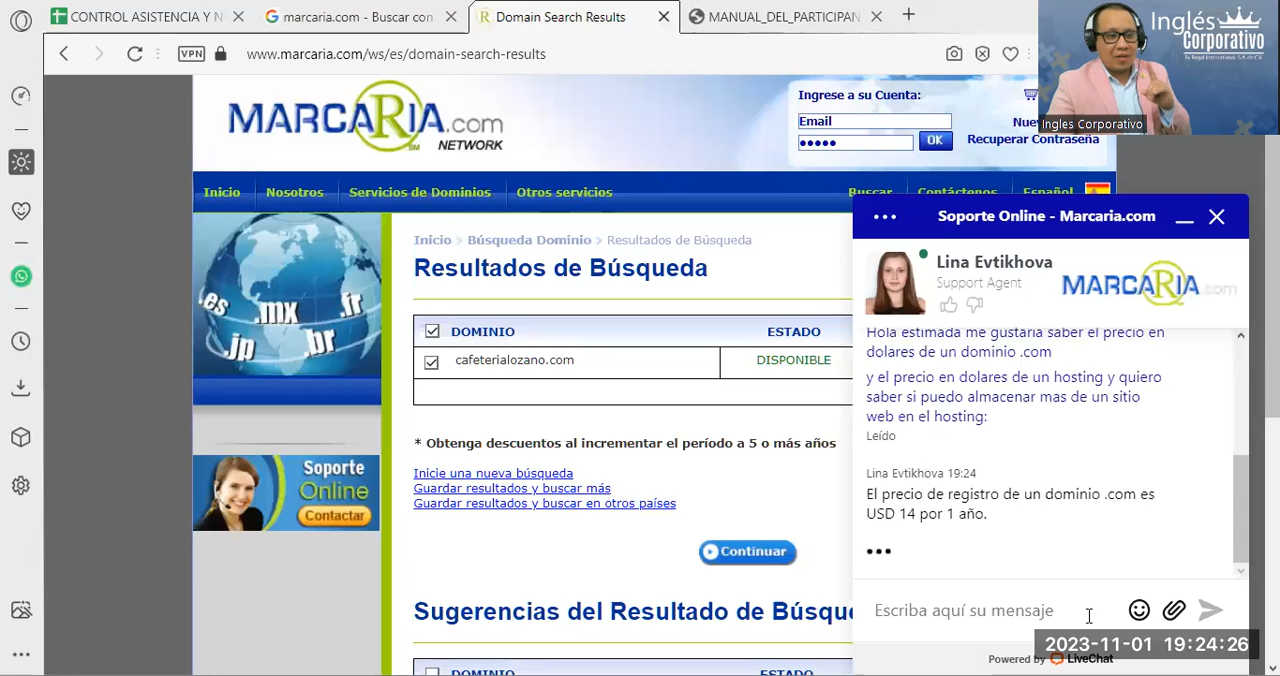 CONTROL ASISTENCIA Y N
marcaria.com - Buscar con
Domain Search Results
MANUAL_DEL_PARTICIPAN
VPN
www.marcaria.com/ws/es/domain-search-results
Inglés
Corporativo
By Regal International, S.A. de C.V.
Ingles Corporativo
MARCARIA.com
NETWORK
SM
Ingrese a su Cuenta:
Email
•••••
OK
Nue
Recuperar Contraseña
Inicio
Nosotros
Servicios de Dominios
Otros servicios
Buscar
Contáctenos
Español
.es
.mx
.fr
.jp
.br
Soporte
Online
Contactar
Inicio > Búsqueda Dominio > Resultados de Búsqueda
Resultados de Búsqueda
DOMINIO ESTADO
cafeterialozano.com DISPONIBLE
* Obtenga descuentos al incrementar el período a 5 o más años
Inicie una nueva búsqueda
Guardar resultados y buscar más
Guardar resultados y buscar en otros países
Continuar
Sugerencias del Resultado de Búsque
DOMINIO ESTADO
Soporte Online - Marcaria.com
Lina Evtikhova
Support Agent
MARCARIA.com
Hola estimada me gustaria saber el precio en
dolares de un dominio .com
y el precio en dolares de un hosting y quiero
saber si puedo almacenar mas de un sitio
web en el hosting:
Leído
Lina Evtikhova 19:24
El precio de registro de un dominio .com es
USD 14 por 1 año.
•••
Escriba aquí su mensaje
2023-11-01 19:24:26
Powered by LiveChat